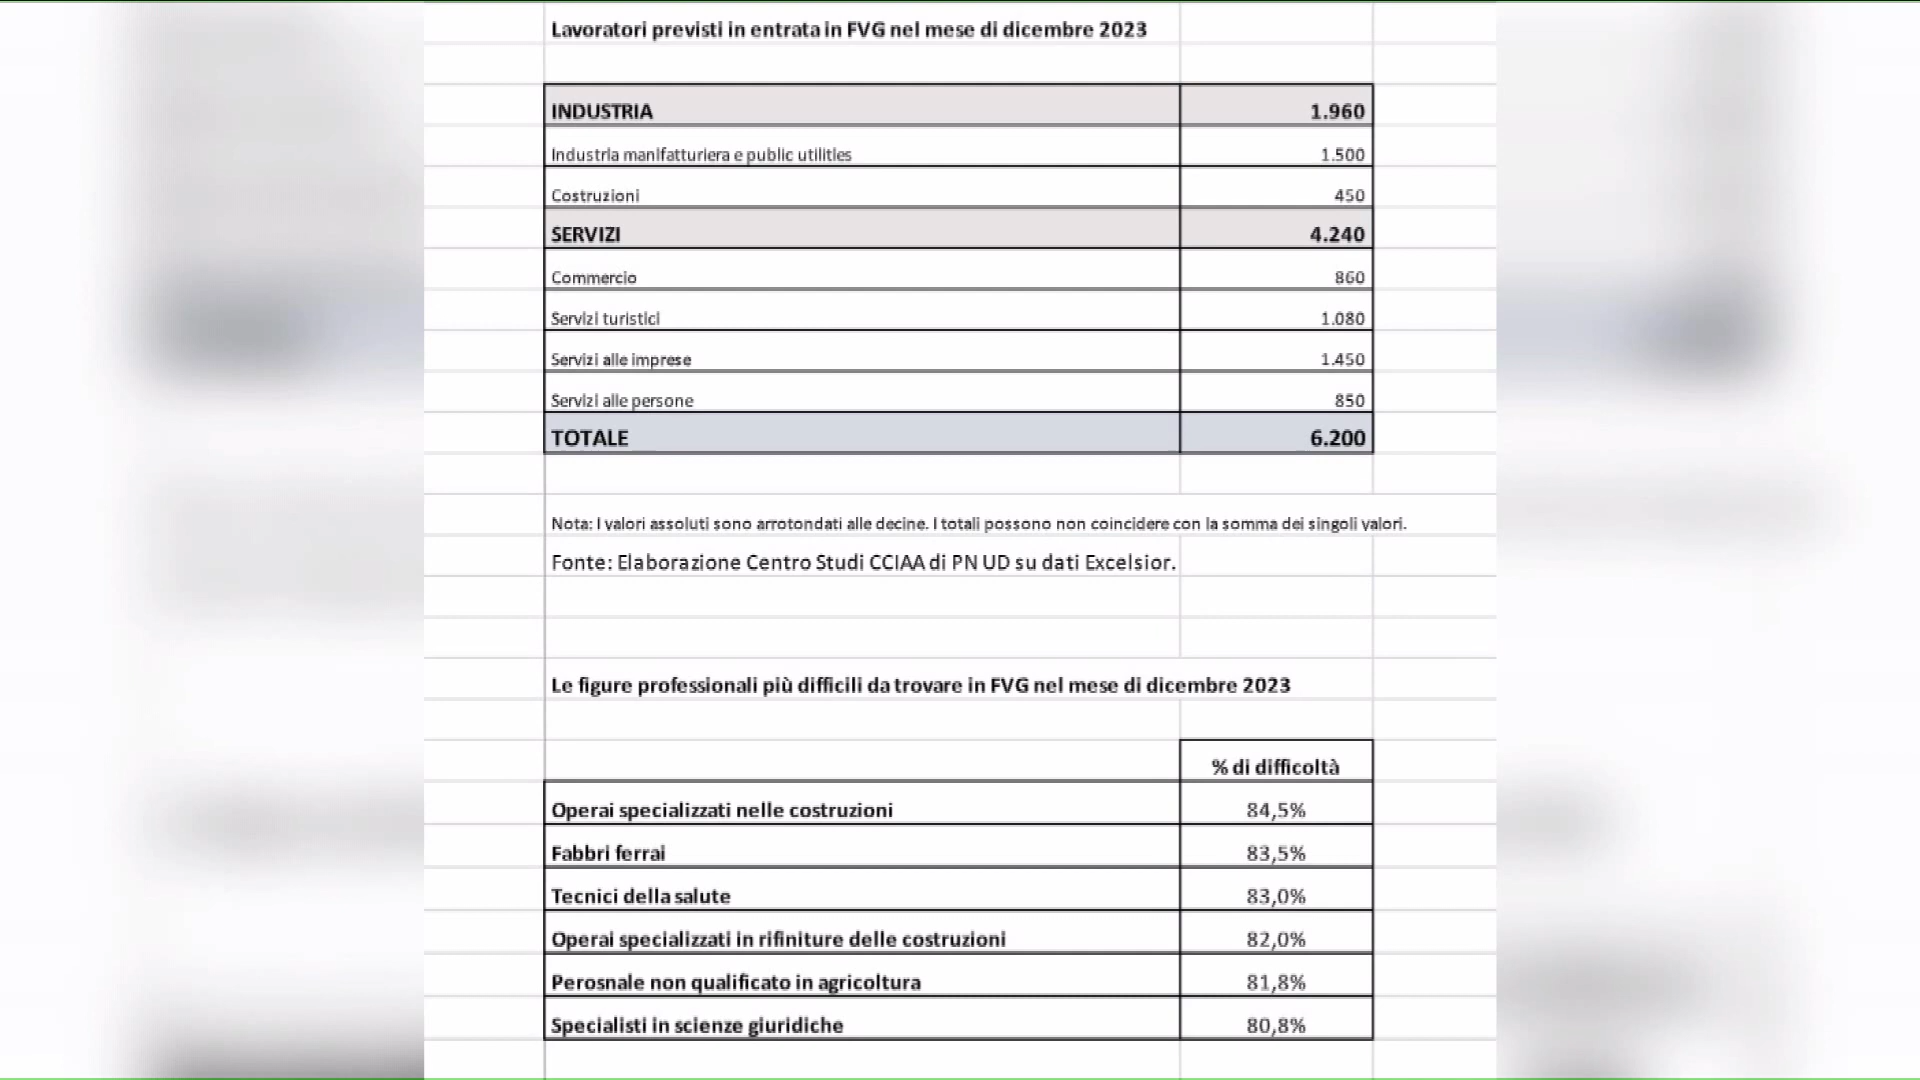 Lavoratori previsti in entrata in FVG nel mese di dicembre 2023
INDUSTRIA 1.960
Industria manifatturiera e public utilities 1.500
Costruzioni 450
SERVIZI 4.240
Commercio 860
Servizi turistici 1.080
Servizi alle imprese 1.450
Servizi alle persone 850
TOTALE 6.200
Nota: I valori assoluti sono arrotondati alle decine. I totali possono non coincidere con la somma dei singoli valori.
Fonte: Elaborazione Centro Studi CCIAA di PN UD su dati Excelsior.
Le figure professionali più difficili da trovare in FVG nel mese di dicembre 2023
% di difficoltà
Operai specializzati nelle costruzioni 84,5%
Fabbri ferrai 83,5%
Tecnici della salute 83,0%
Operai specializzati in rifiniture delle costruzioni 82,0%
Perosnale non qualificato in agricoltura 81,8%
Specialisti in scienze giuridiche 80,8%